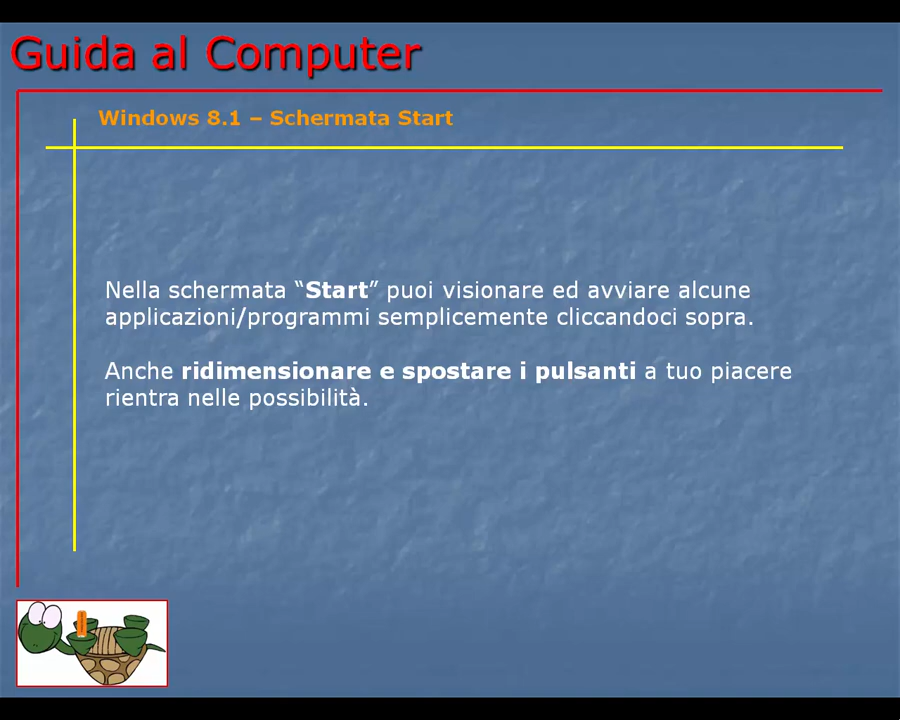 Guida al Computer
Windows 8.1 – Schermata Start
Nella schermata “Start” puoi visionare ed avviare alcune
applicazioni/programmi semplicemente cliccandoci sopra.
Anche ridimensionare e spostare i pulsanti a tuo piacere
rientra nelle possibilità.